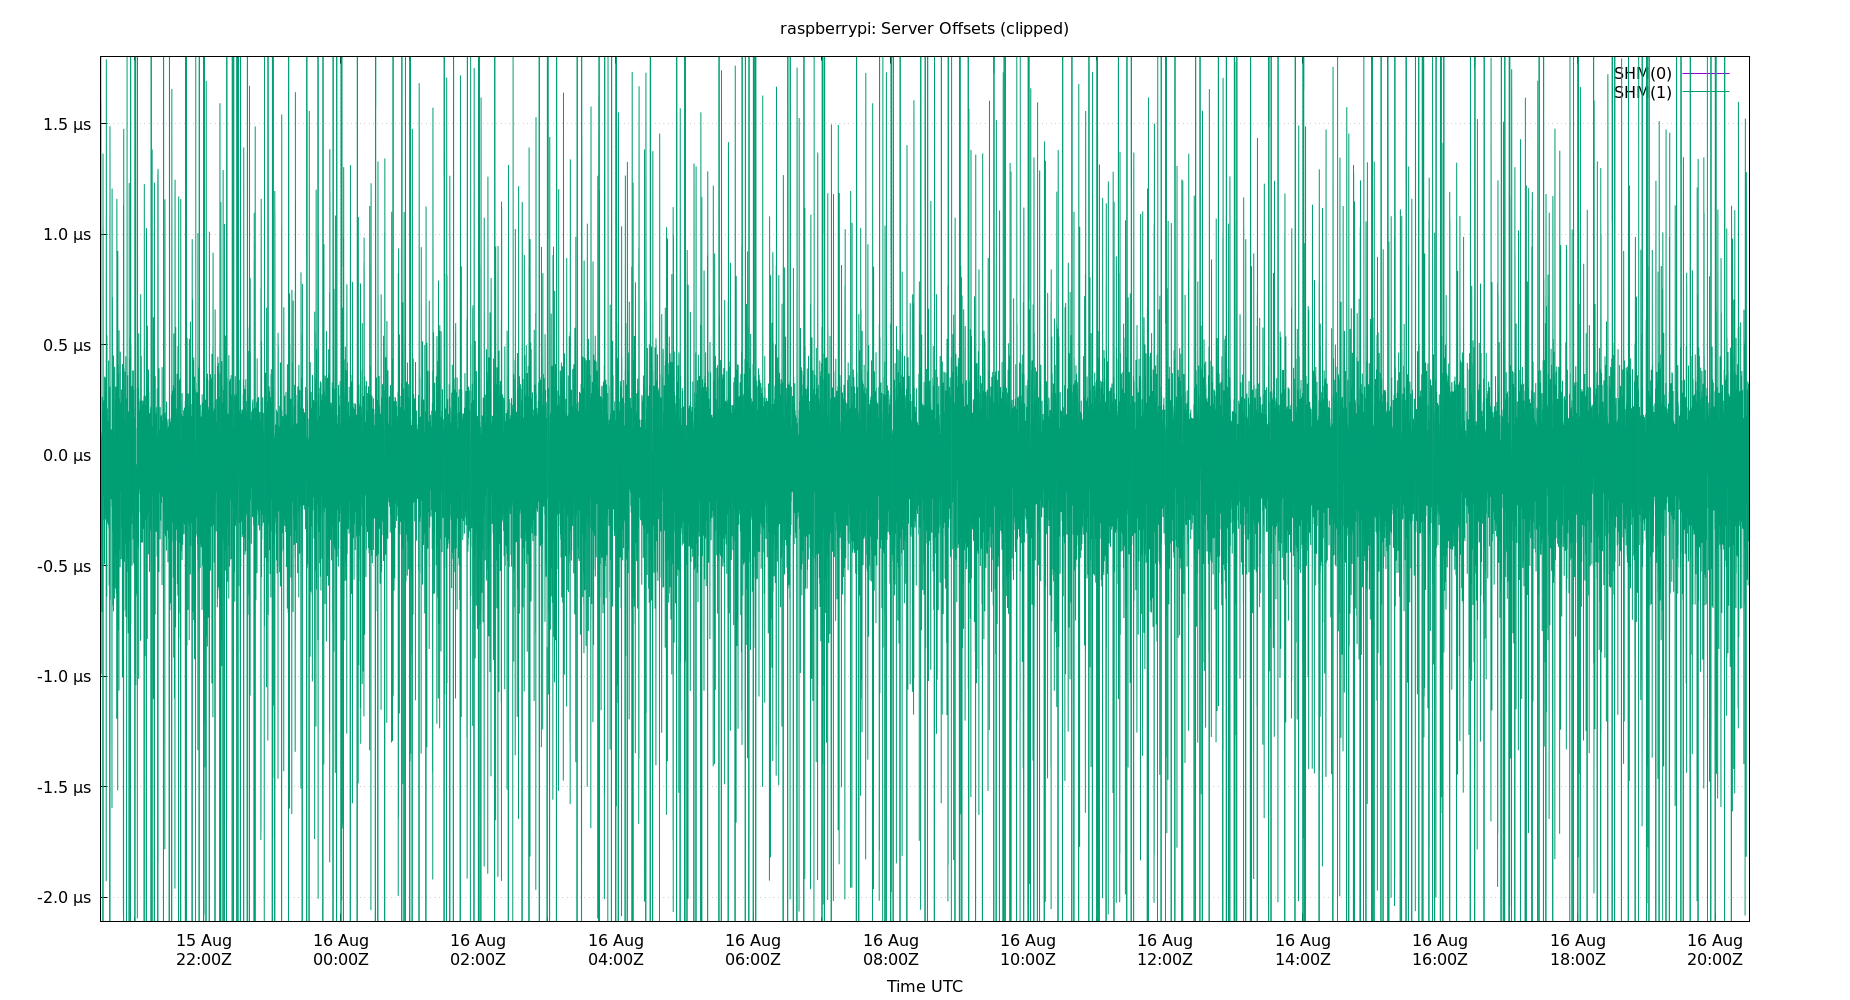 raspberrypi: Server Offsets (clipped)
SHM(0)
SHM(1)
1.5 µs
1.0 µs
0.5 µs
0.0 µs
-0.5 µs
-1.0 µs
-1.5 µs
-2.0 µs
15 Aug 16 Aug 16 Aug 16 Aug 16 Aug 16 Aug 16 Aug 16 Aug 16 Aug 16 Aug 16 Aug 16 Aug
22:00Z 00:00Z 02:00Z 04:00Z 06:00Z 08:00Z 10:00Z 12:00Z 14:00Z 16:00Z 18:00Z 20:00Z
Time UTC